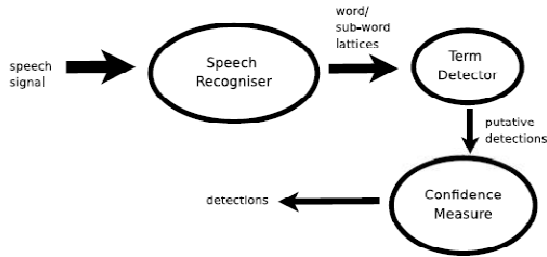 speech
signal
Speech
Recogniser
word/
sub-word
lattices
Term
Detector
putative
detections
Confidence
Measure
detections